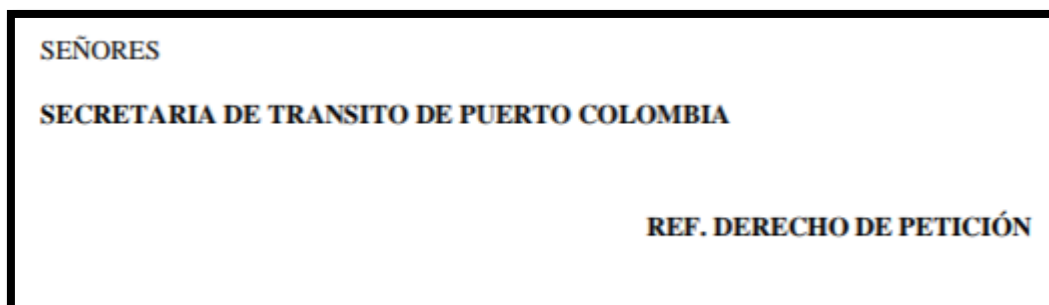 SEÑORES
SECRETARIA DE TRANSITO DE PUERTO COLOMBIA
REF. DERECHO DE PETICIÓN